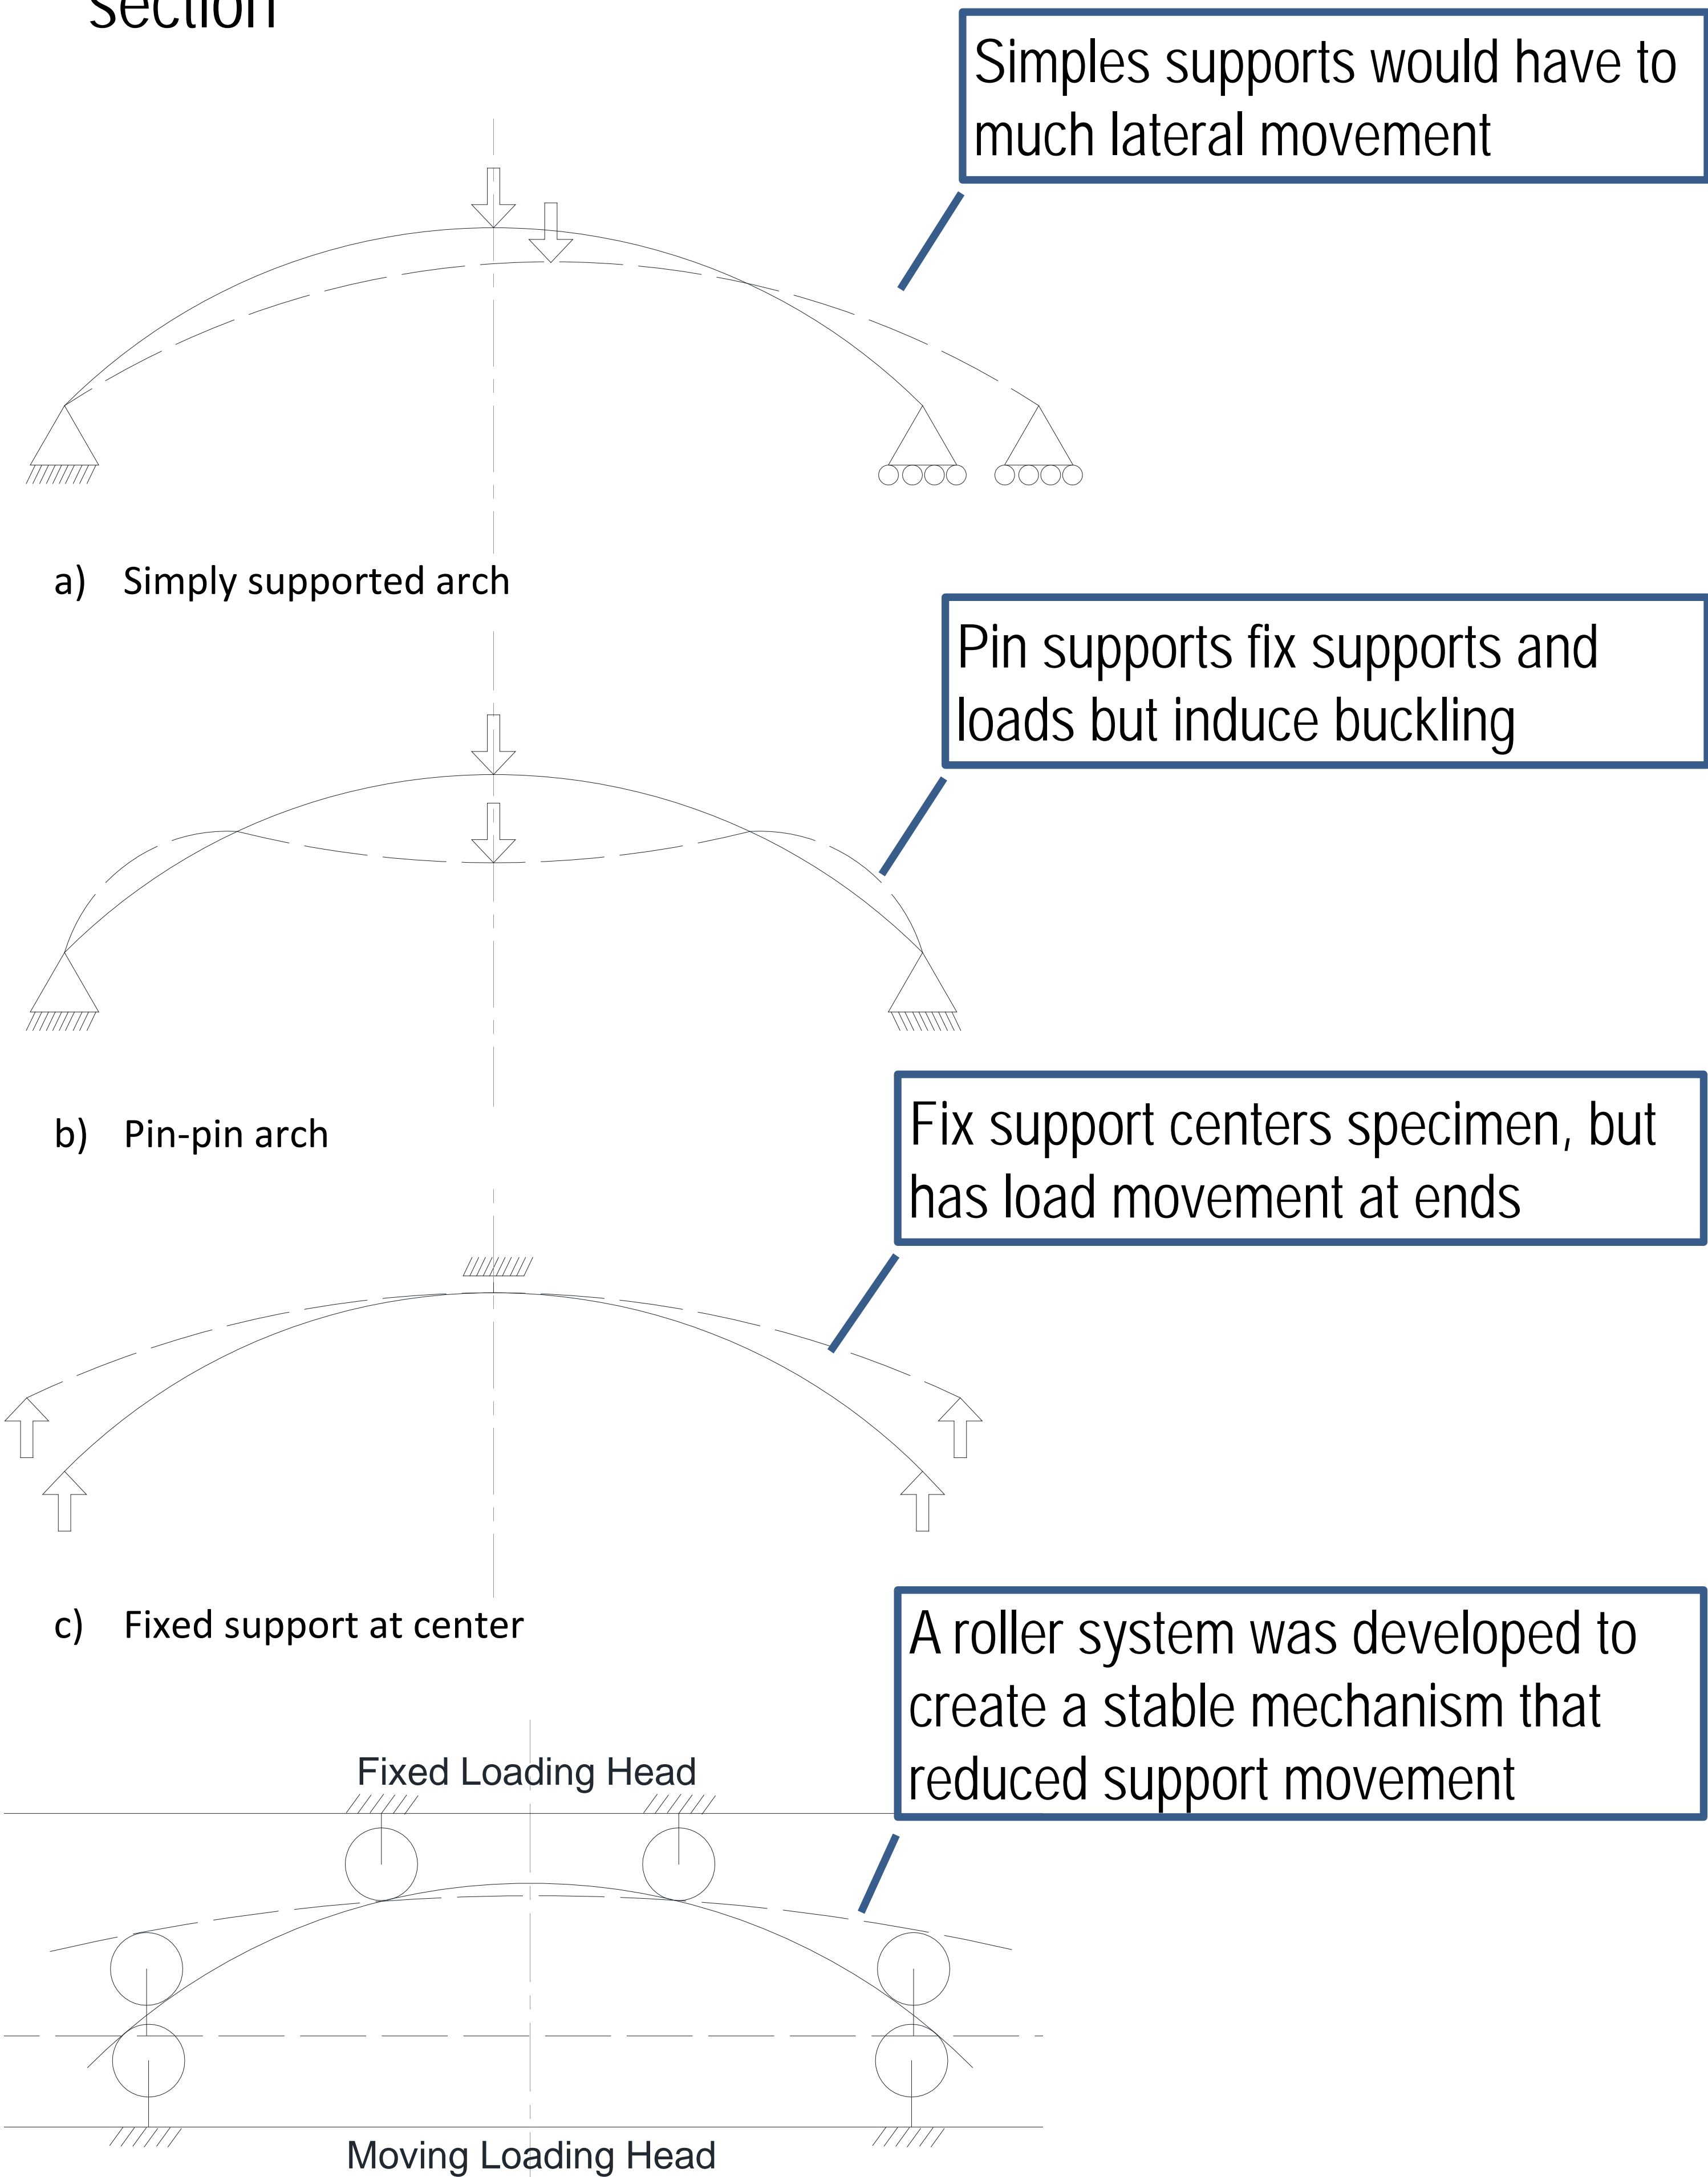 section
Simples supports would have to
much lateral movement
a) Simply supported arch
Pin supports fix supports and
loads but induce buckling
b) Pin-pin arch
Fix support centers specimen, but
has load movement at ends
c) Fixed support at center
A roller system was developed to
create a stable mechanism that
reduced support movement
Fixed Loading Head
Moving Loading Head